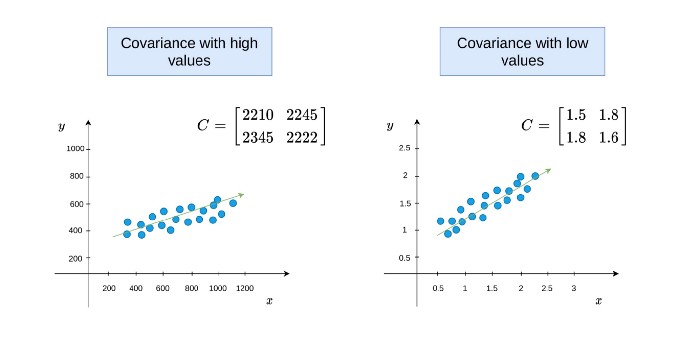 Covariance with high
values
Covariance with low
values
y
C = [2210 2245
2345 2222]
1000
800
600
400
200
200 400 600 800 1000 1200
x
y
C = [1.5 1.8
1.8 1.6]
2.5
2
1.5
1
0.5
0.5 1 1.5 2 2.5 3
x